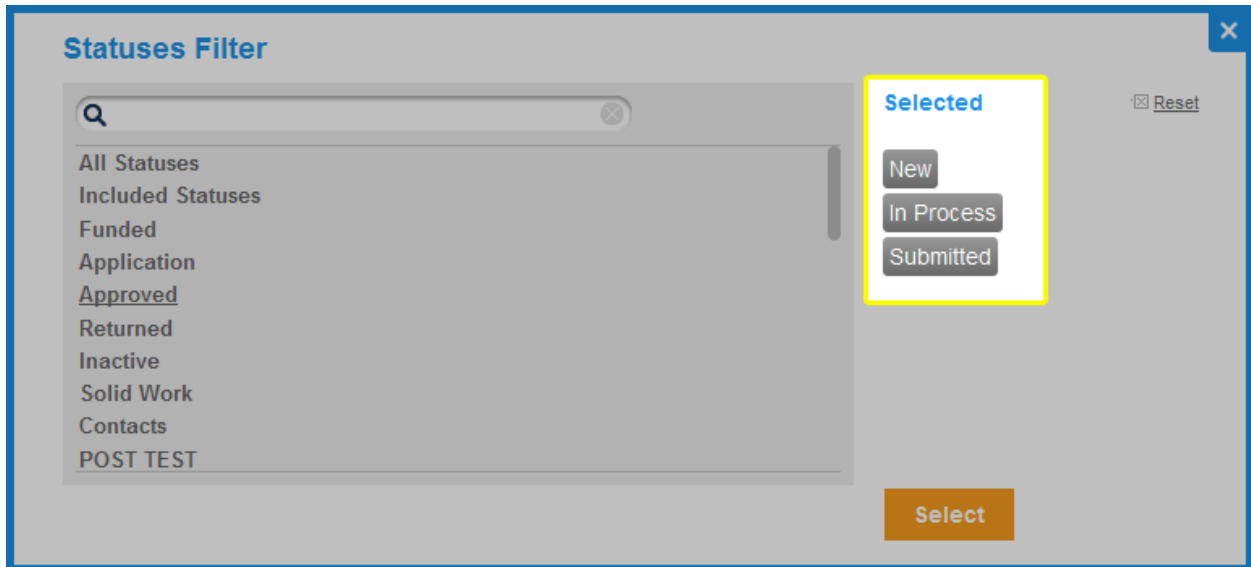 Statuses Filter
Selected
Reset
All Statuses
Included Statuses
Funded
Application
Approved
Returned
Inactive
Solid Work
Contacts
POST TEST
New
In Process
Submitted
Select